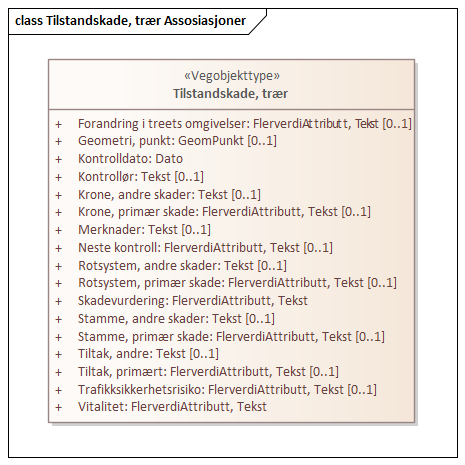 class Tilstandskade, trær Assosiasjoner
«Vegobjekttype»
Tilstandskade, trær
+ Forandring i treets omgivelser: FlerverdiAttributt, Tekst [0..1]
+ Geometri, punkt: GeomPunkt [0..1]
+ Kontrolldato: Dato
+ Kontrollør: Tekst [0..1]
+ Krone, andre skader: Tekst [0..1]
+ Krone, primær skade: FlerverdiAttributt, Tekst [0..1]
+ Merknader: Tekst [0..1]
+ Neste kontroll: FlerverdiAttributt, Tekst [0..1]
+ Rotsystem, andre skader: Tekst [0..1]
+ Rotsystem, primær skade: FlerverdiAttributt, Tekst [0..1]
+ Skadevurdering: FlerverdiAttributt, Tekst
+ Stamme, andre skader: Tekst [0..1]
+ Stamme, primær skade: FlerverdiAttributt, Tekst [0..1]
+ Tiltak, andre: Tekst [0..1]
+ Tiltak, primært: FlerverdiAttributt, Tekst [0..1]
+ Trafikksikkerhetsrisiko: FlerverdiAttributt, Tekst [0..1]
+ Vitalitet: FlerverdiAttributt, Tekst